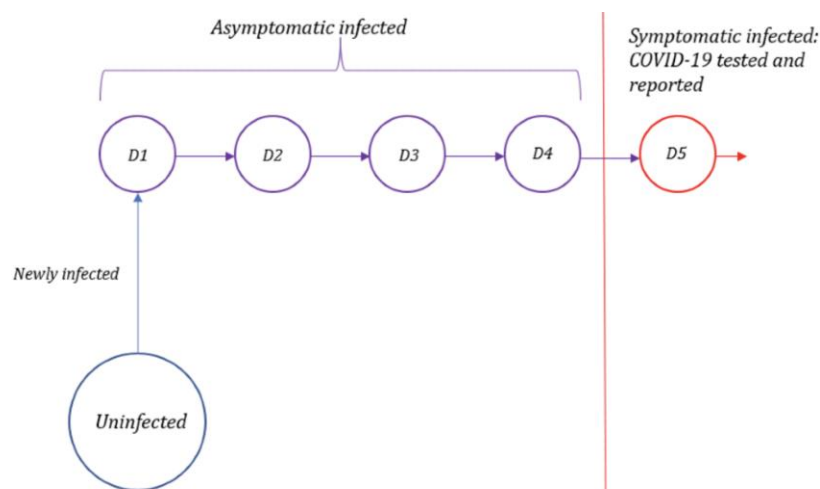 Asymptomatic infected
Symptomatic infected:
COVID-19 tested and
reported
D1
D2
D3
D4
D5
Newly infected
Uninfected